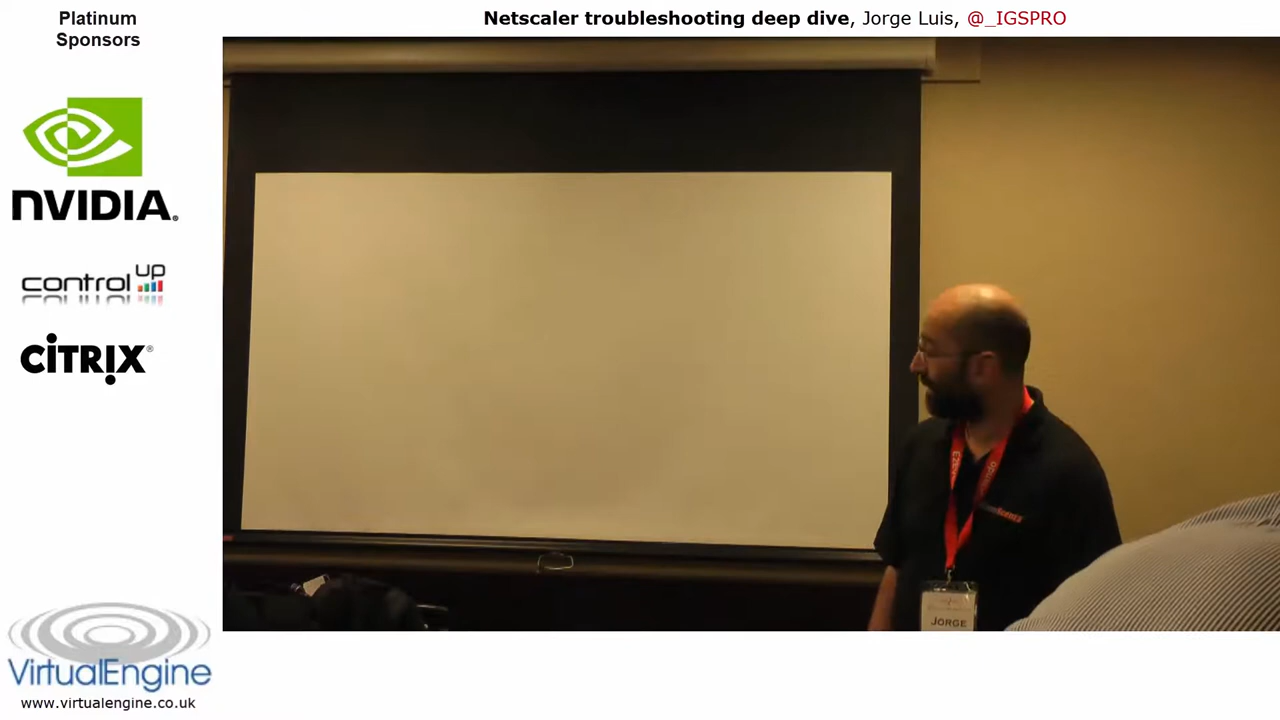 Platinum
Sponsors
Netscaler troubleshooting deep dive, Jorge Luis, @_IGSPRO
NVIDIA®
control up
CiTRIX®
JORGE
VirtualEngine
www.virtualengine.co.uk